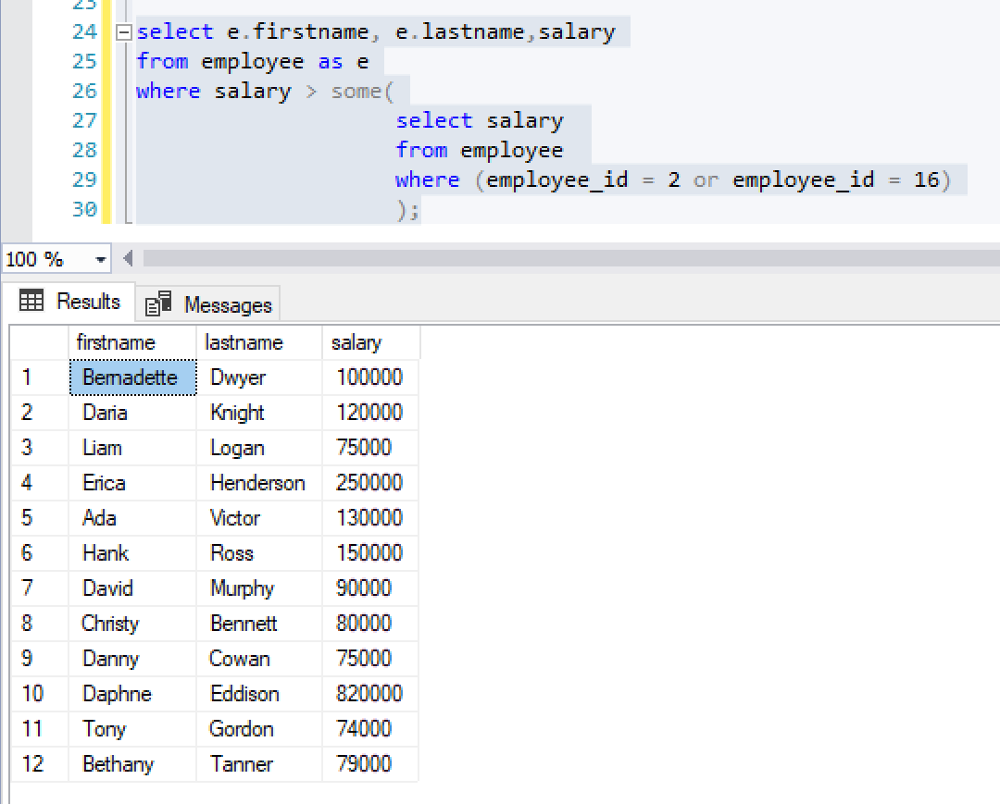 23
24 select e.firstname, e.lastname,salary
25 from employee as e
26 where salary > some(
27 select salary
28 from employee
29 where (employee_id = 2 or employee_id = 16)
30 );
100 %
Results Messages
firstname lastname salary
1 Bernadette Dwyer 100000
2 Daria Knight 120000
3 Liam Logan 75000
4 Erica Henderson 250000
5 Ada Victor 130000
6 Hank Ross 150000
7 David Murphy 90000
8 Christy Bennett 80000
9 Danny Cowan 75000
10 Daphne Eddison 820000
11 Tony Gordon 74000
12 Bethany Tanner 79000